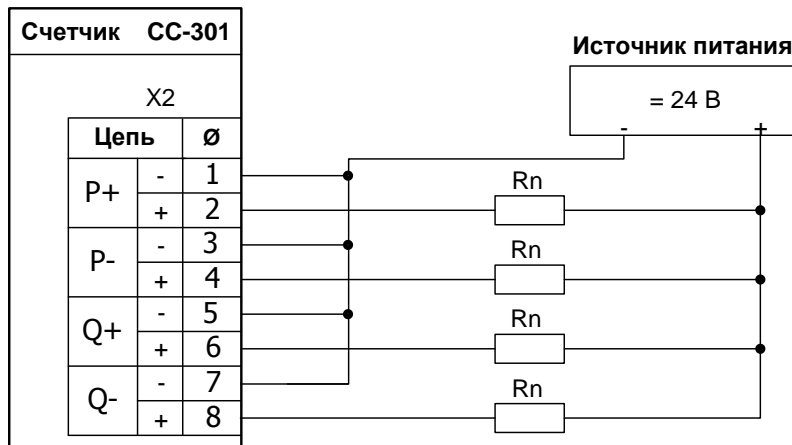 Счетчик СС-301
Источник питания
= 24 В
- +
X2
Цепь Ø
P+ - 1
+ 2
P- - 3
+ 4
Q+ - 5
+ 6
Q- - 7
+ 8
Rn
Rn
Rn
Rn